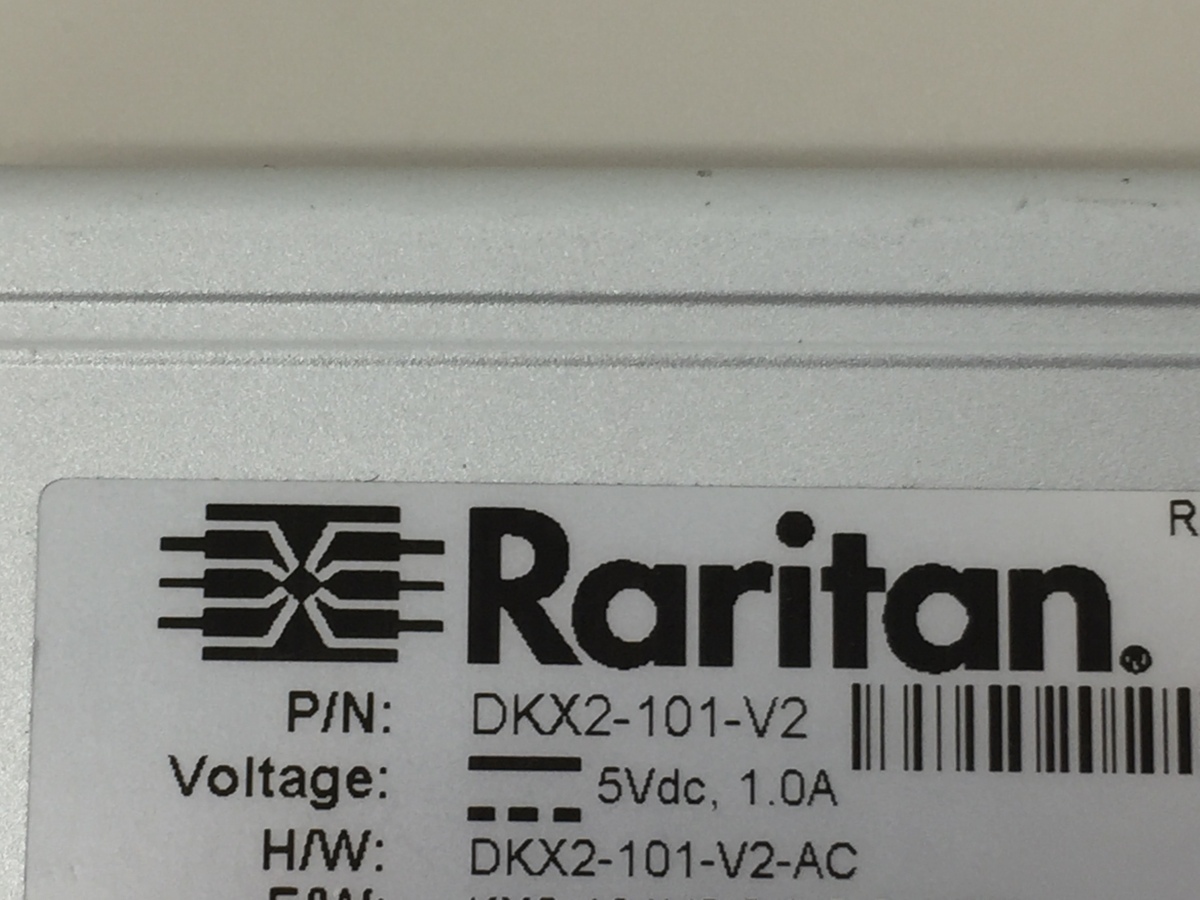 Raritan®
R
P/N: DKX2-101-V2
Voltage: 5Vdc, 1.0A
H/W: DKX2-101-V2-AC